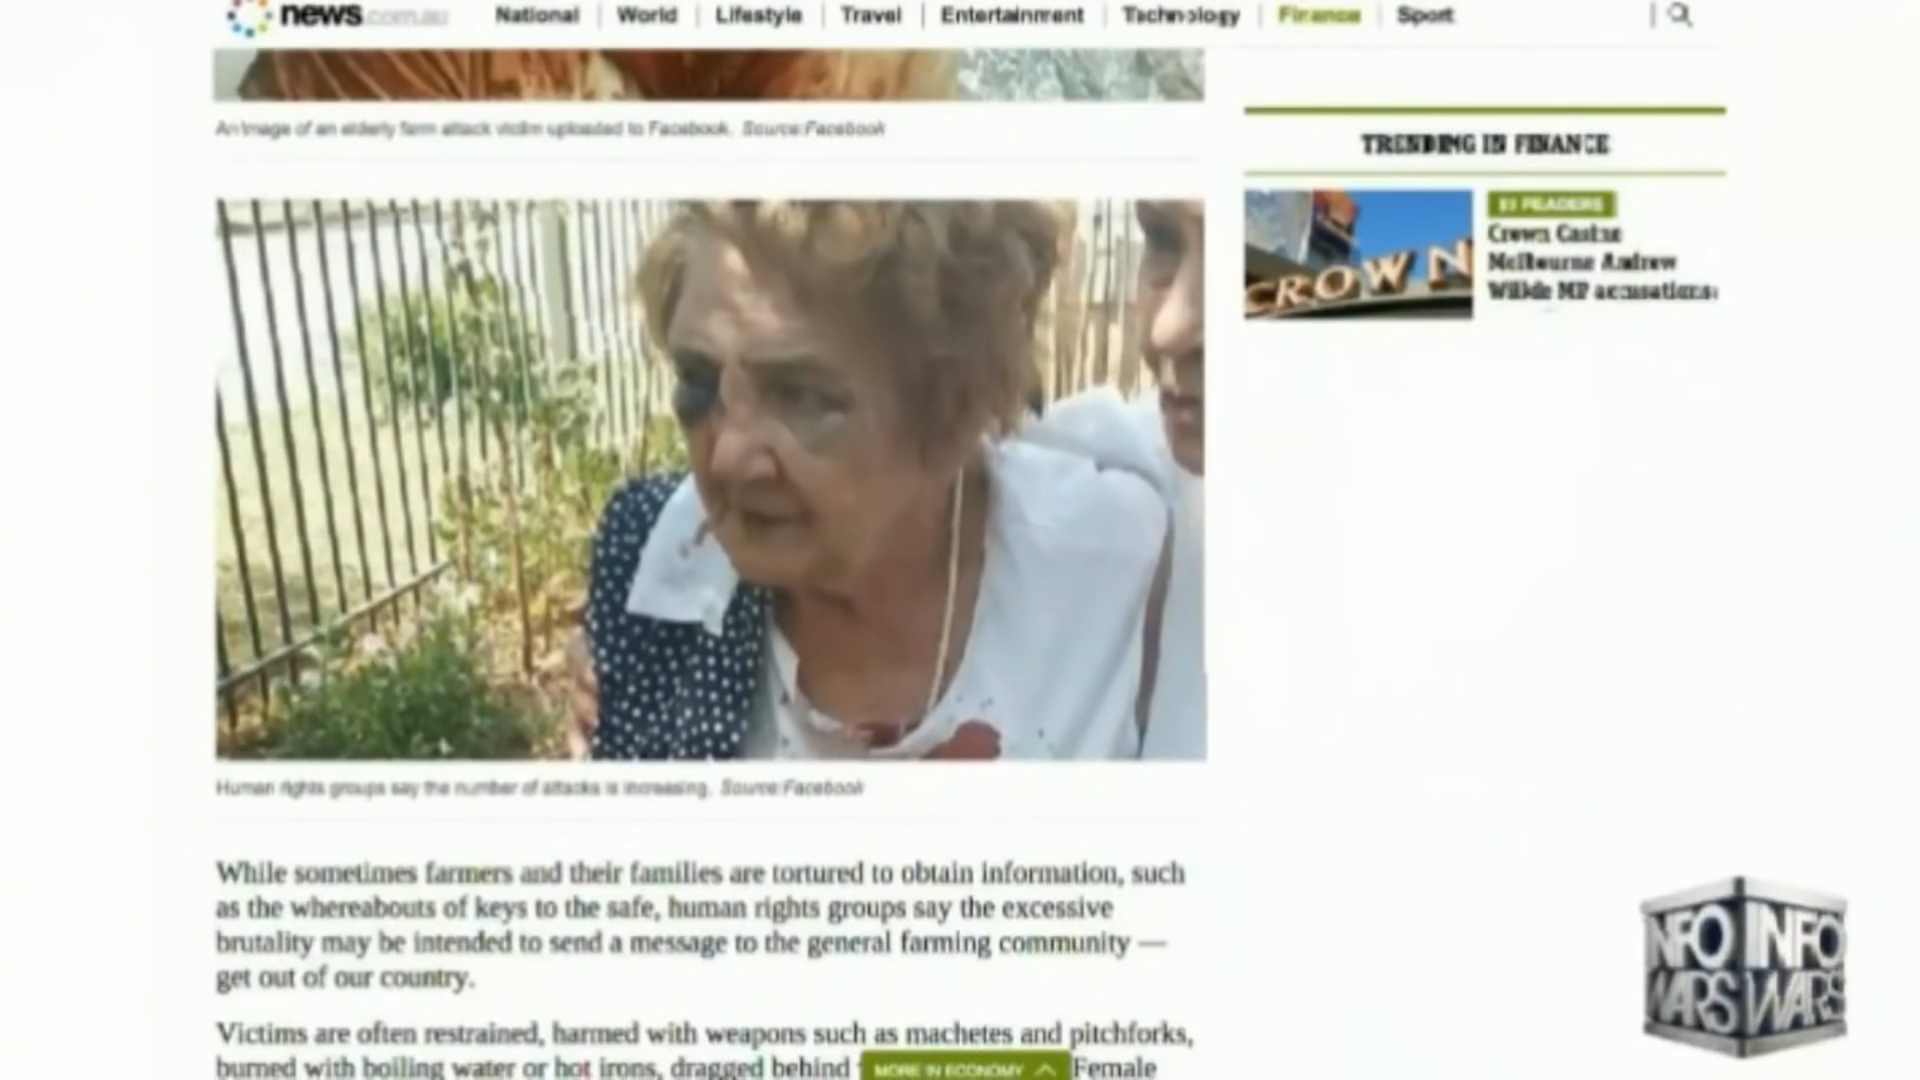 news.com.au
National World Lifestyle Travel Entertainment Technology Finance Sport
An image of an elderly farm attack victim uploaded to Facebook. Source:Facebook
TRENDING IN FINANCE
READERS
Crown Casino
Melbourne Andrew
Wilkie MP accusations
CROWN
Human rights groups say the number of attacks is increasing. Source:Facebook
While sometimes farmers and their families are tortured to obtain information, such
as the whereabouts of keys to the safe, human rights groups say the excessive
brutality may be intended to send a message to the general farming community —
get out of our country.
Victims are often restrained, harmed with weapons such as machetes and pitchforks,
burned with boiling water or hot irons, dragged behind
MORE IN ECONOMY
Female
INFO INFO
WARS WARS